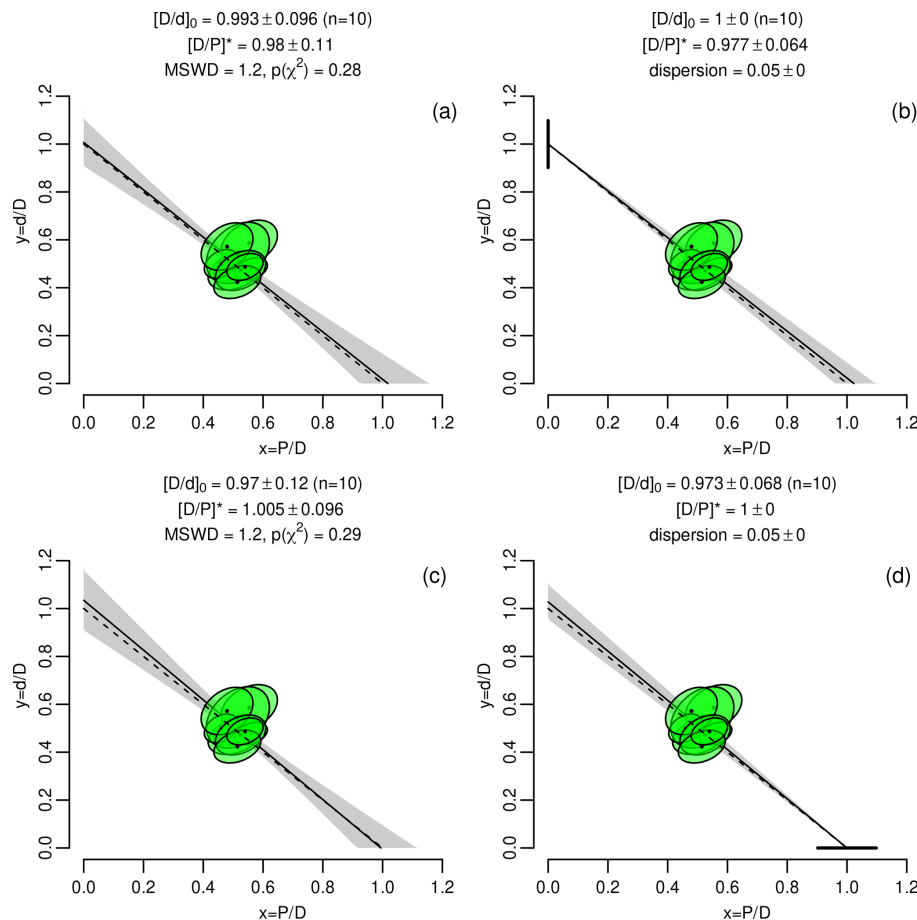 [D/d]₀ = 0.993 ± 0.096 (n=10)
[D/P]* = 0.98 ± 0.11
MSWD = 1.2, p(χ²) = 0.28
(a)
y=d/D
0.0 0.2 0.4 0.6 0.8 1.0 1.2
0.0 0.2 0.4 0.6 0.8 1.0 1.2
x=P/D
[D/d]₀ = 1 ± 0 (n=10)
[D/P]* = 0.977 ± 0.064
dispersion = 0.05 ± 0
(b)
y=d/D
0.0 0.2 0.4 0.6 0.8 1.0 1.2
0.0 0.2 0.4 0.6 0.8 1.0 1.2
x=P/D
[D/d]₀ = 0.97 ± 0.12 (n=10)
[D/P]* = 1.005 ± 0.096
MSWD = 1.2, p(χ²) = 0.29
(c)
y=d/D
0.0 0.2 0.4 0.6 0.8 1.0 1.2
0.0 0.2 0.4 0.6 0.8 1.0 1.2
x=P/D
[D/d]₀ = 0.973 ± 0.068 (n=10)
[D/P]* = 1 ± 0
dispersion = 0.05 ± 0
(d)
y=d/D
0.0 0.2 0.4 0.6 0.8 1.0 1.2
0.0 0.2 0.4 0.6 0.8 1.0 1.2
x=P/D